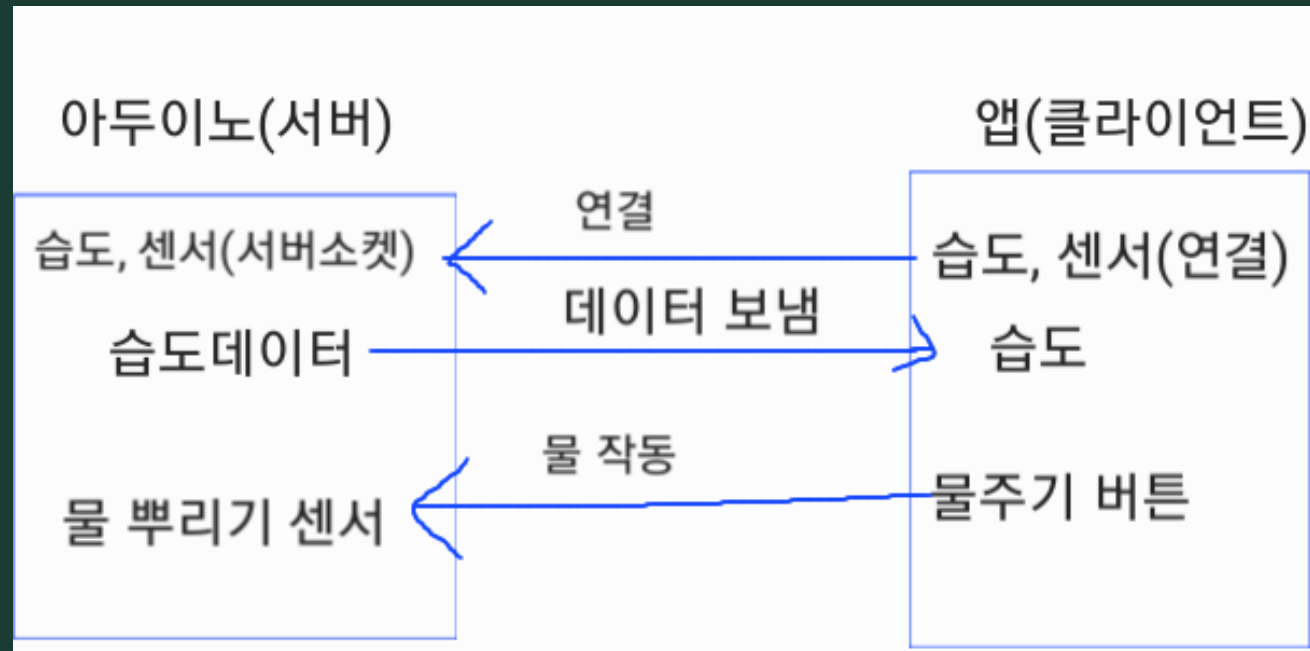 아두이노(서버)
앱(클라이언트)
연결
습도, 센서(서버소켓)
습도, 센서(연결)
데이터 보냄
습도데이터
습도
물 작동
물 뿌리기 센서
물주기 버튼